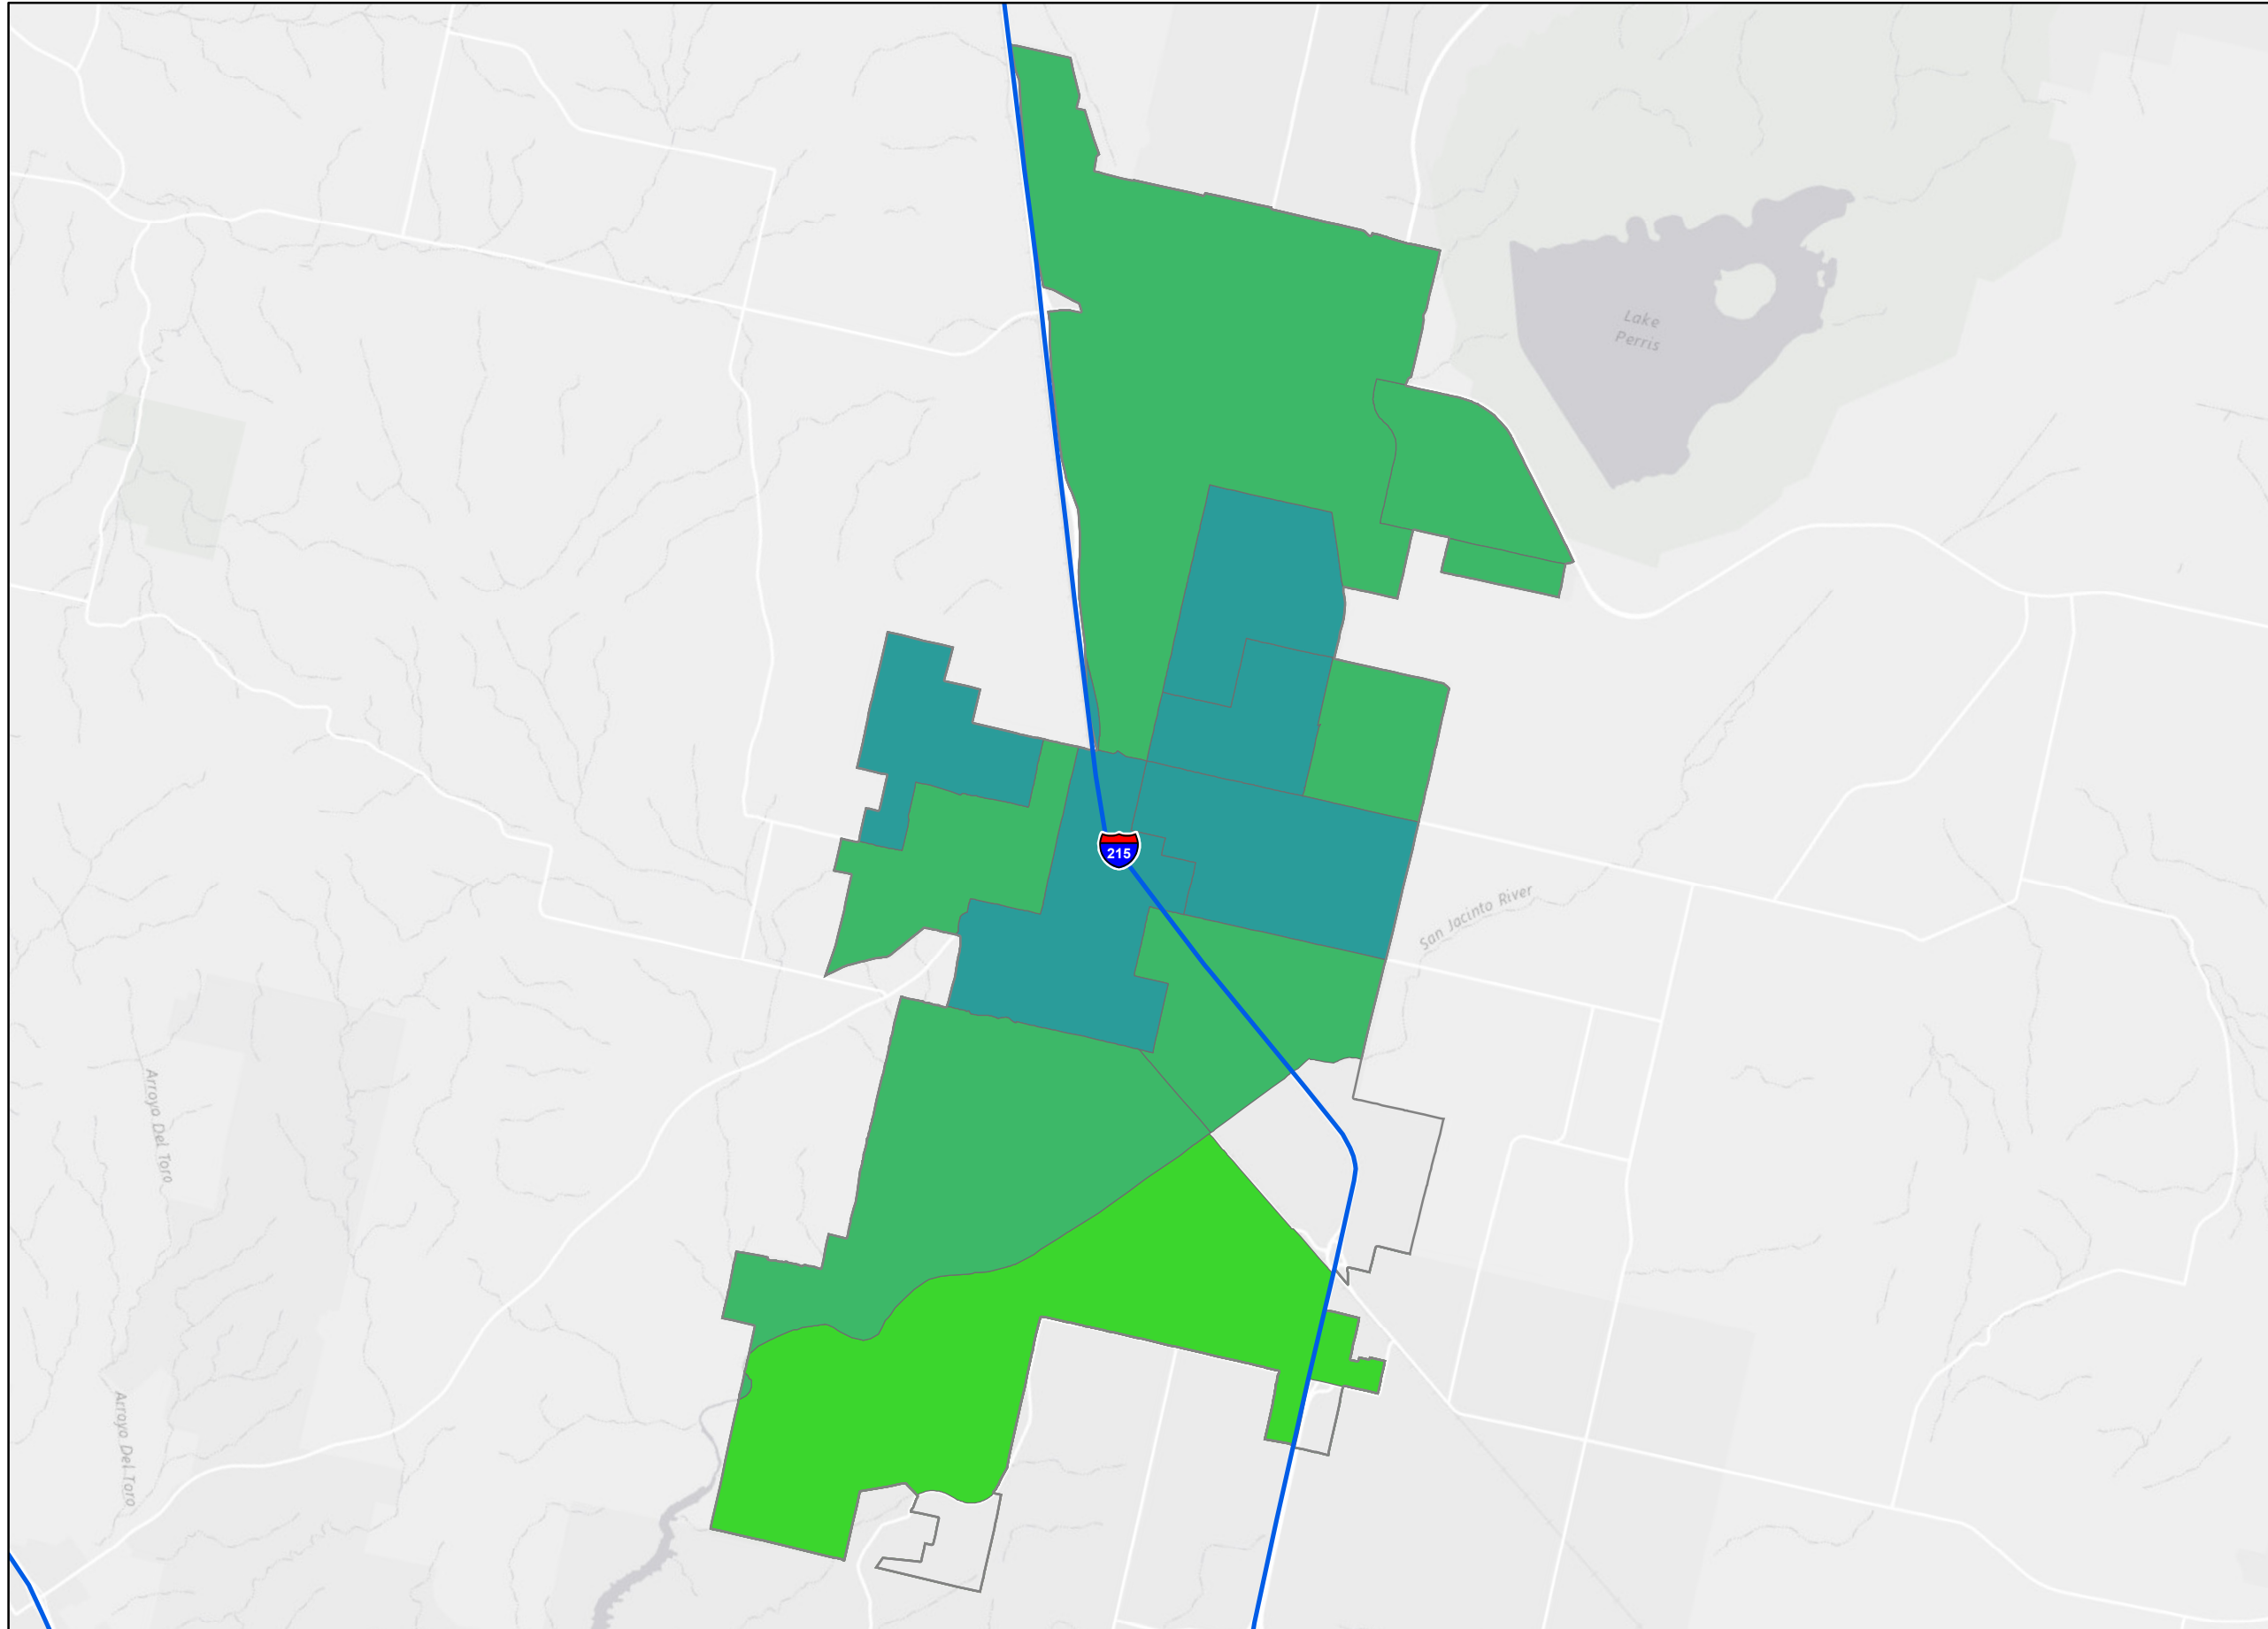 Lake
Perris
215
San Jacinto River
Arroyo Del Toro
Arroyo Del Toro